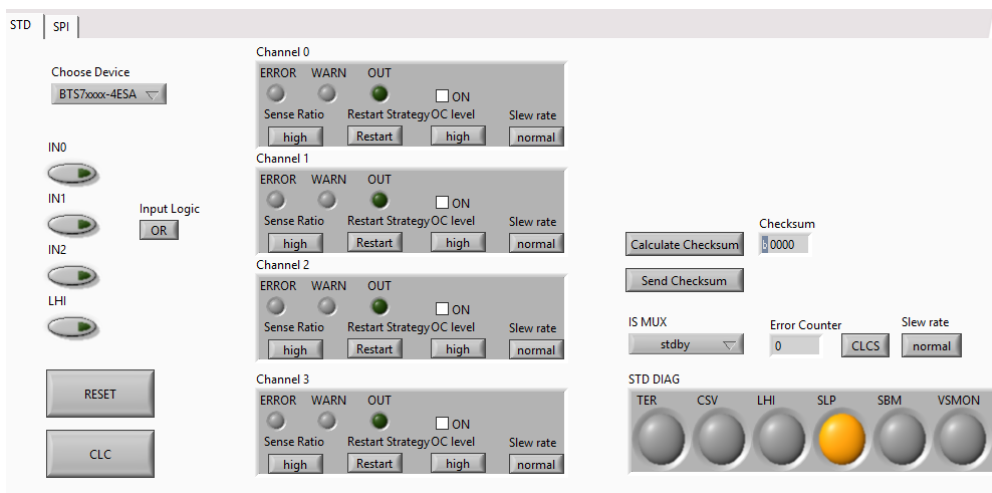 STD SPI
Choose Device
BTS7xxxx-4ESA
IN0
IN1
Input Logic
OR
IN2
LHI
RESET
CLC
Channel 0
ERROR WARN OUT
ON
Sense Ratio Restart Strategy OC level Slew rate
high Restart high normal
Channel 1
ERROR WARN OUT
ON
Sense Ratio Restart Strategy OC level Slew rate
high Restart high normal
Channel 2
ERROR WARN OUT
ON
Sense Ratio Restart Strategy OC level Slew rate
high Restart high normal
Channel 3
ERROR WARN OUT
ON
Sense Ratio Restart Strategy OC level Slew rate
high Restart high normal
Checksum
Calculate Checksum b 0000
Send Checksum
IS MUX Error Counter Slew rate
stdby 0 CLCS normal
STD DIAG
TER CSV LHI SLP SBM VSMON